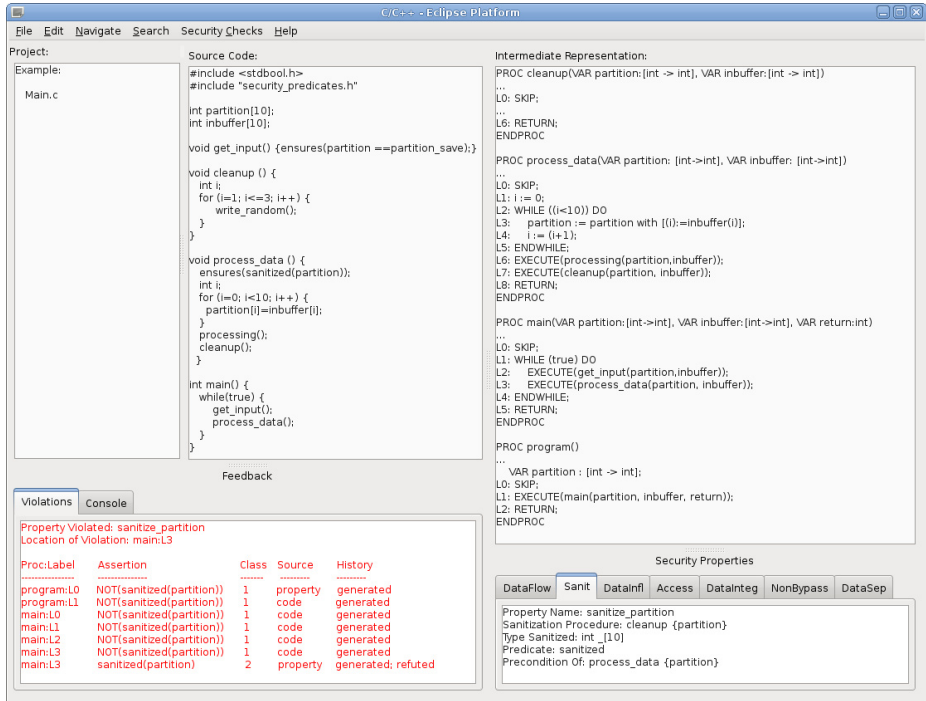 C/C++ - Eclipse Platform
File Edit Navigate Search Security Checks Help
Project:
Example:
Main.c
Source Code:
#include <stdbool.h>
#include "security_predicates.h"
int partition[10];
int inbuffer[10];
void get_input() {ensures(partition ==partition_save);}
void cleanup () {
int i;
for (i=1; i<=3; i++) {
write_random();
}
}
void process_data () {
ensures(sanitized(partition));
int i;
for (i=0; i<10; i++) {
partition[i]=inbuffer[i];
}
processing();
cleanup();
}
int main() {
while(true) {
get_input();
process_data();
}
}
Intermediate Representation:
PROC cleanup(VAR partition:[int -> int], VAR inbuffer:[int -> int])
...
L0: SKIP;
...
L6: RETURN;
ENDPROC
PROC process_data(VAR partition: [int->int], VAR inbuffer: [int->int])
...
L0: SKIP;
L1: i := 0;
L2: WHILE ((i<10)) DO
L3: partition := partition with [(i):=inbuffer(i)];
L4: i := (i+1);
L5: ENDWHILE;
L6: EXECUTE(processing(partition,inbuffer));
L7: EXECUTE(cleanup(partition, inbuffer));
L8: RETURN;
ENDPROC
PROC main(VAR partition:[int->int], VAR inbuffer:[int->int], VAR return:int)
...
L0: SKIP;
L1: WHILE (true) DO
L2: EXECUTE(get_input(partition,inbuffer));
L3: EXECUTE(process_data(partition, inbuffer));
L4: ENDWHILE;
L5: RETURN;
ENDPROC
PROC program()
...
VAR partition : [int -> int];
L0: SKIP;
L1: EXECUTE(main(partition, inbuffer, return));
L2: RETURN;
ENDPROC
Feedback
Violations Console
Property Violated: sanitize_partition
Location of Violation: main:L3
Proc:Label Assertion Class Source History
--------------- -------------- ------- --------- ---------
program:L0 NOT(sanitized(partition)) 1 property generated
program:L1 NOT(sanitized(partition)) 1 code generated
main:L0 NOT(sanitized(partition)) 1 code generated
main:L1 NOT(sanitized(partition)) 1 code generated
main:L2 NOT(sanitized(partition)) 1 code generated
main:L3 NOT(sanitized(partition)) 1 code generated
main:L3 sanitized(partition) 2 property generated; refuted
Security Properties
DataFlow Sanit DataInfl Access DataInteg NonBypass DataSep
Property Name: sanitize_partition
Sanitization Procedure: cleanup {partition}
Type Sanitized: int _[10]
Predicate: sanitized
Precondition Of: process_data {partition}